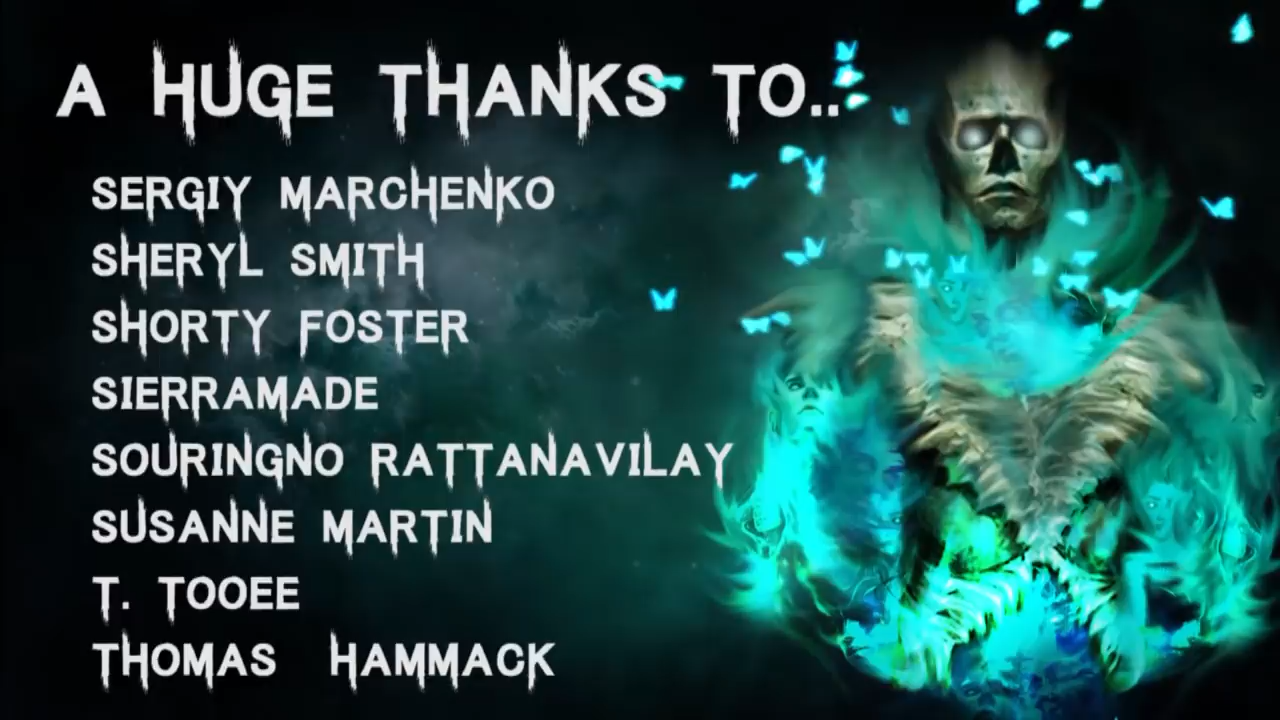 A HUGE THANKS TO..
SERGIY MARCHENKO
SHERYL SMITH
SHORTY FOSTER
SIERRAMADE
SOURINGNO RATTANAVILAY
SUSANNE MARTIN
T. TOOEE
THOMAS HAMMACK